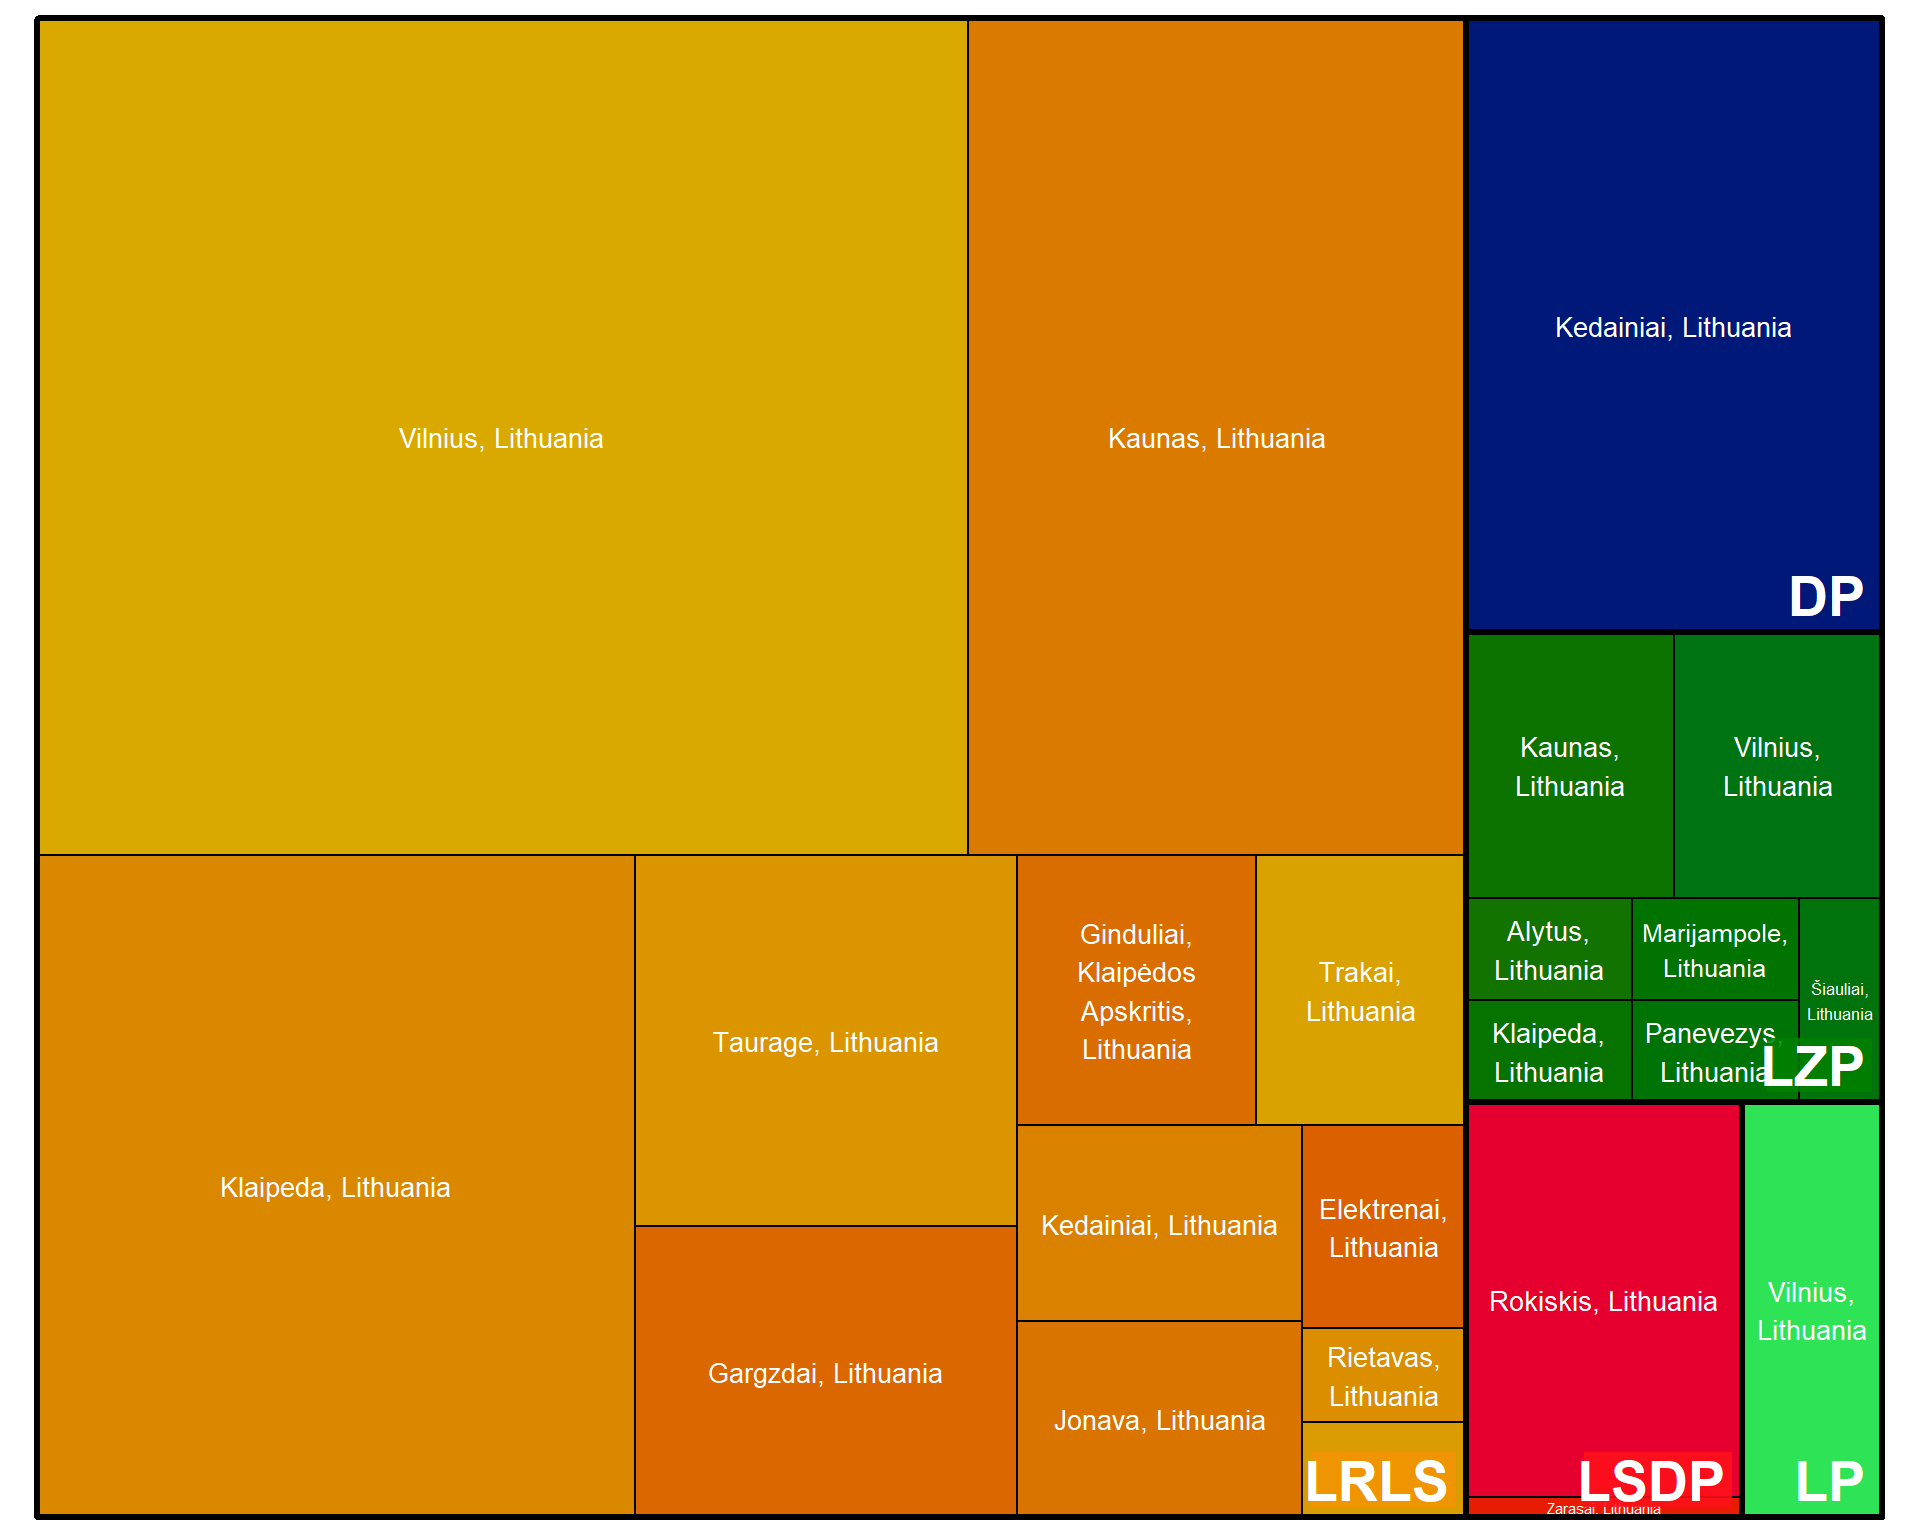 Vilnius, Lithuania
Kaunas, Lithuania
Klaipeda, Lithuania
Taurage, Lithuania
Gargzdai, Lithuania
Ginduliai,
Klaipėdos
Apskritis,
Lithuania
Trakai,
Lithuania
Kedainiai, Lithuania
Jonava, Lithuania
Elektrenai,
Lithuania
Rietavas,
Lithuania
LRLS
Kedainiai, Lithuania
DP
Kaunas,
Lithuania
Vilnius,
Lithuania
Alytus,
Lithuania
Marijampole,
Lithuania
Klaipeda,
Lithuania
Panevezys,
Lithuania
Šiauliai,
Lithuania
LZP
Rokiskis, Lithuania
Zarasai, Lithuania
LSDP
Vilnius,
Lithuania
LP